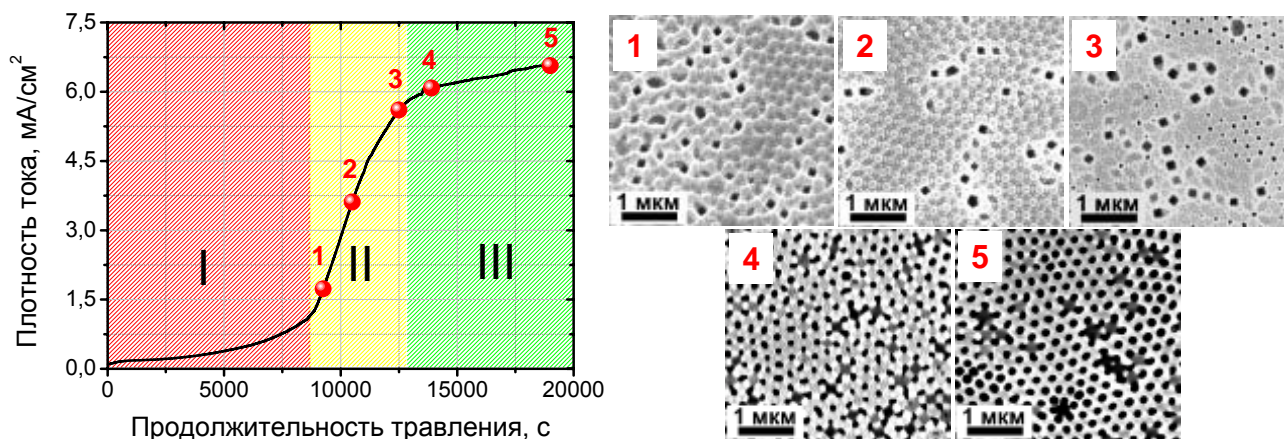 Плотность тока, мА/см²
7,5
6,0
4,5
3,0
1,5
0,0
0 5000 10000 15000 20000
Продолжительность травления, с
I II III
1
2
3
4
5
1
1 мкм
2
1 мкм
3
1 мкм
4
1 мкм
5
1 мкм